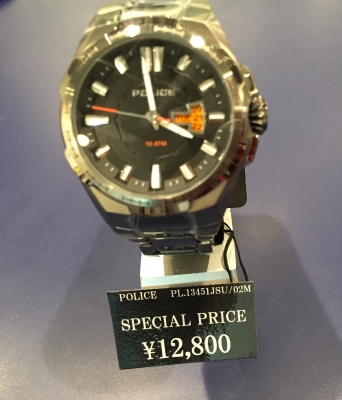 POLICE
10 ATM
POLICE PL.13451JSU/02M
SPECIAL PRICE
¥12,800